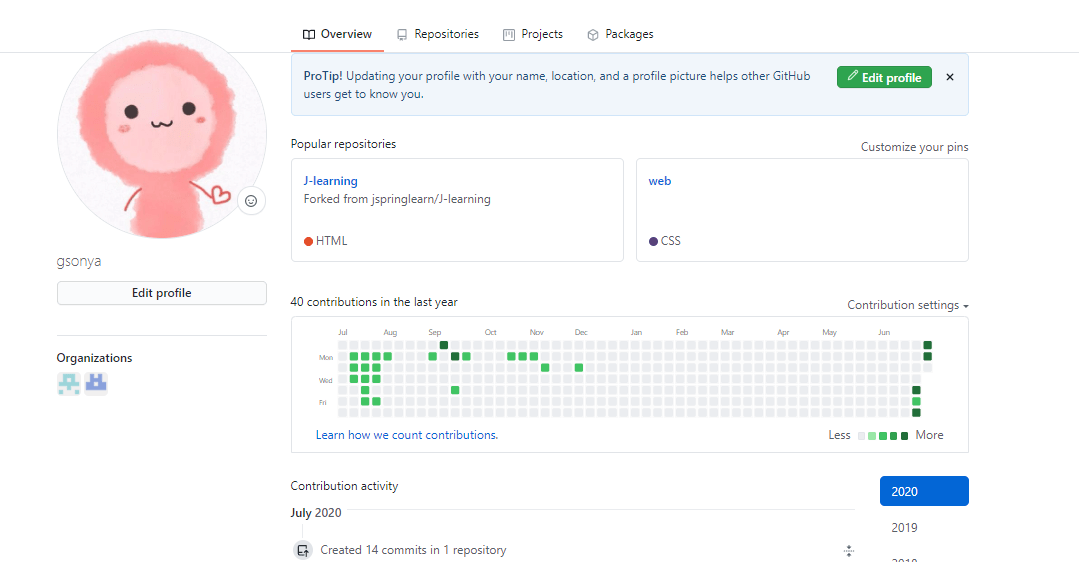 Overview Repositories Projects Packages
ProTip! Updating your profile with your name, location, and a profile picture helps other GitHub
users get to know you.
Edit profile
Popular repositories
Customize your pins
J-learning
Forked from jspringlearn/J-learning
HTML
web
CSS
gsonya
Edit profile
Organizations
40 contributions in the last year
Contribution settings
Jul Aug Sep Oct Nov Dec Jan Feb Mar Apr May Jun
Mon
Wed
Fri
Learn how we count contributions.
Less More
Contribution activity
2020
2019
July 2020
Created 14 commits in 1 repository